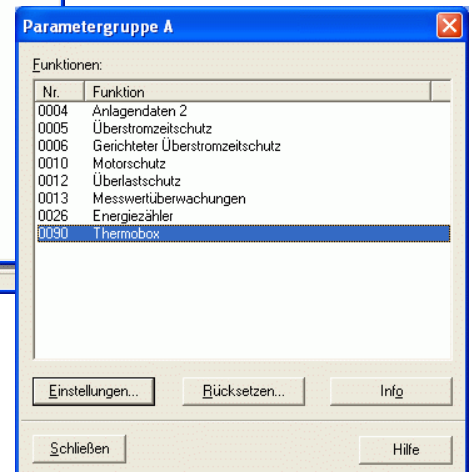 Parametergruppe A
Funktionen:
Nr. Funktion
0004 Anlagendaten 2
0005 Überstromzeitschutz
0006 Gerichteter Überstromzeitschutz
0010 Motorschutz
0012 Überlastschutz
0013 Messwertüberwachungen
0026 Energiezähler
0090 Thermobox
Einstellungen... Rücksetzen... Info
Schließen Hilfe